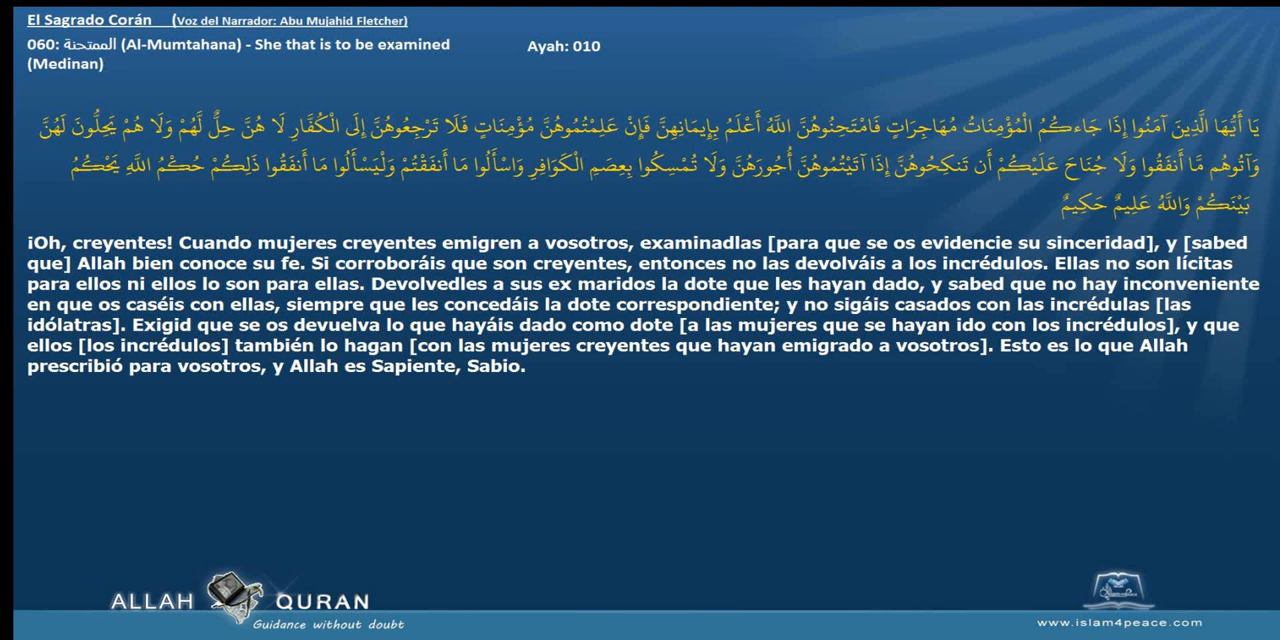 El Sagrado Corán (Voz del Narrador: Abu Mujahid Fletcher)
060: الممتحنة (Al-Mumtahana) - She that is to be examined
(Medinan)
Ayah: 010
يَا أَيُّهَا الَّذِينَ آمَنُوا إِذَا جَاءَكُمُ الْمُؤْمِنَاتُ مُهَاجِرَاتٍ فَامْتَحِنُوهُنَّ اللَّهُ أَعْلَمُ بِإِيمَانِهِنَّ فَإِنْ عَلِمْتُمُوهُنَّ مُؤْمِنَاتٍ فَلَا تَرْجِعُوهُنَّ إِلَى الْكُفَّارِ لَا هُنَّ حِلٌّ لَّهُمْ وَلَا هُمْ يَحِلُّونَ لَهُنَّ
وَآتُوهُم مَّا أَنفَقُوا وَلَا جُنَاحَ عَلَيْكُمْ أَن تَنكِحُوهُنَّ إِذَا آتَيْتُمُوهُنَّ أُجُورَهُنَّ وَلَا تُمْسِكُوا بِعِصَمِ الْكَوَافِرِ وَاسْأَلُوا مَا أَنفَقْتُمْ وَلْيَسْأَلُوا مَا أَنفَقُوا ذَلِكُمْ حُكْمُ اللَّهِ يَحْكُمُ
بَيْنَكُمْ وَاللَّهُ عَلِيمٌ حَكِيمٌ
¡Oh, creyentes! Cuando mujeres creyentes emigren a vosotros, examinadlas [para que se os evidencie su sinceridad], y [sabed
que] Allah bien conoce su fe. Si corroboráis que son creyentes, entonces no las devolváis a los incrédulos. Ellas no son lícitas
para ellos ni ellos lo son para ellas. Devolvedles a sus ex maridos la dote que les hayan dado, y sabed que no hay inconveniente
en que os caséis con ellas, siempre que les concedáis la dote correspondiente; y no sigáis casados con las incrédulas [las
idólatras]. Exigid que se os devuelva lo que hayáis dado como dote [a las mujeres que se hayan ido con los incrédulos], y que
ellos [los incrédulos] también lo hagan [con las mujeres creyentes que hayan emigrado a vosotros]. Esto es lo que Allah
prescribió para vosotros, y Allah es Sapiente, Sabio.
ALLAH QURAN
Guidance without doubt
www.islam4peace.com